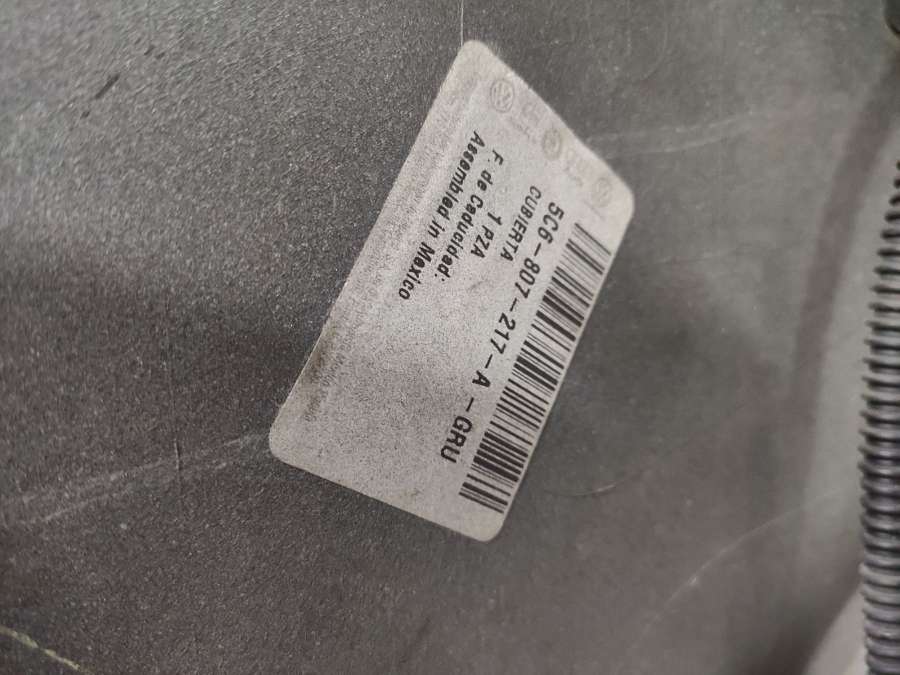 5C6-807-217-A-GRU
CUBIERTA
1 PZA
F. de Caducidad:
Assembled in Mexico